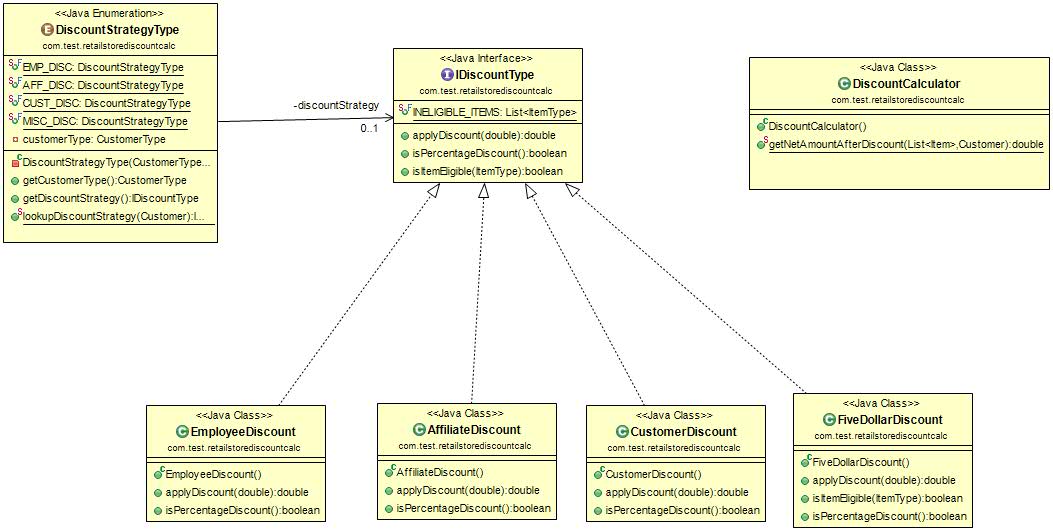 <<Java Enumeration>>
DiscountStrategyType
com.test.retailstorediscountcalc
EMP_DISC: DiscountStrategyType
AFF_DISC: DiscountStrategyType
CUST_DISC: DiscountStrategyType
MISC_DISC: DiscountStrategyType
customerType: CustomerType
DiscountStrategyType(CustomerType...
getCustomerType():CustomerType
getDiscountStrategy():IDiscountType
lookupDiscountStrategy(Customer):I...
-discountStrategy
0..1
<<Java Interface>>
IDiscountType
com.test.retailstorediscountcalc
INELIGIBLE_ITEMS: List<ItemType>
applyDiscount(double):double
isPercentageDiscount():boolean
isItemEligible(ItemType):boolean
<<Java Class>>
DiscountCalculator
com.test.retailstorediscountcalc
DiscountCalculator()
getNetAmountAfterDiscount(List<Item>,Customer):double
<<Java Class>>
EmployeeDiscount
com.test.retailstorediscountcalc
EmployeeDiscount()
applyDiscount(double):double
isPercentageDiscount():boolean
<<Java Class>>
AffiliateDiscount
com.test.retailstorediscountcalc
AffiliateDiscount()
applyDiscount(double):double
isPercentageDiscount():boolean
<<Java Class>>
CustomerDiscount
com.test.retailstorediscountcalc
CustomerDiscount()
applyDiscount(double):double
isPercentageDiscount():boolean
<<Java Class>>
FiveDollarDiscount
com.test.retailstorediscountcalc
FiveDollarDiscount()
applyDiscount(double):double
isItemEligible(ItemType):boolean
isPercentageDiscount():boolean